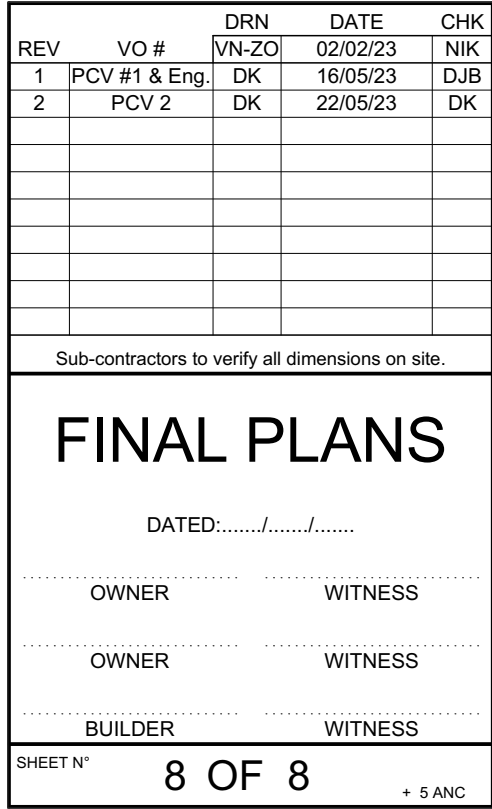 DRN DATE CHK
REV VO # VN-ZO 02/02/23 NIK
1 PCV #1 & Eng. DK 16/05/23 DJB
2 PCV 2 DK 22/05/23 DK
Sub-contractors to verify all dimensions on site.
FINAL PLANS
DATED:......./......./.......
OWNER WITNESS
OWNER WITNESS
BUILDER WITNESS
SHEET N° 8 OF 8 + 5 ANC